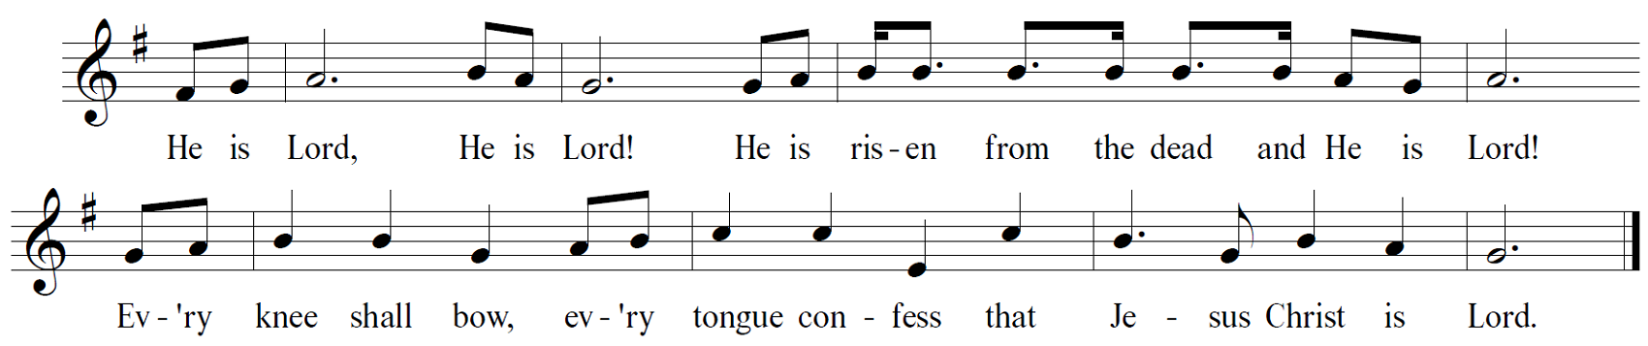 He is Lord, He is Lord! He is ris - en from the dead and He is Lord!
Ev - 'ry knee shall bow, ev - 'ry tongue con - fess that Je - sus Christ is Lord.